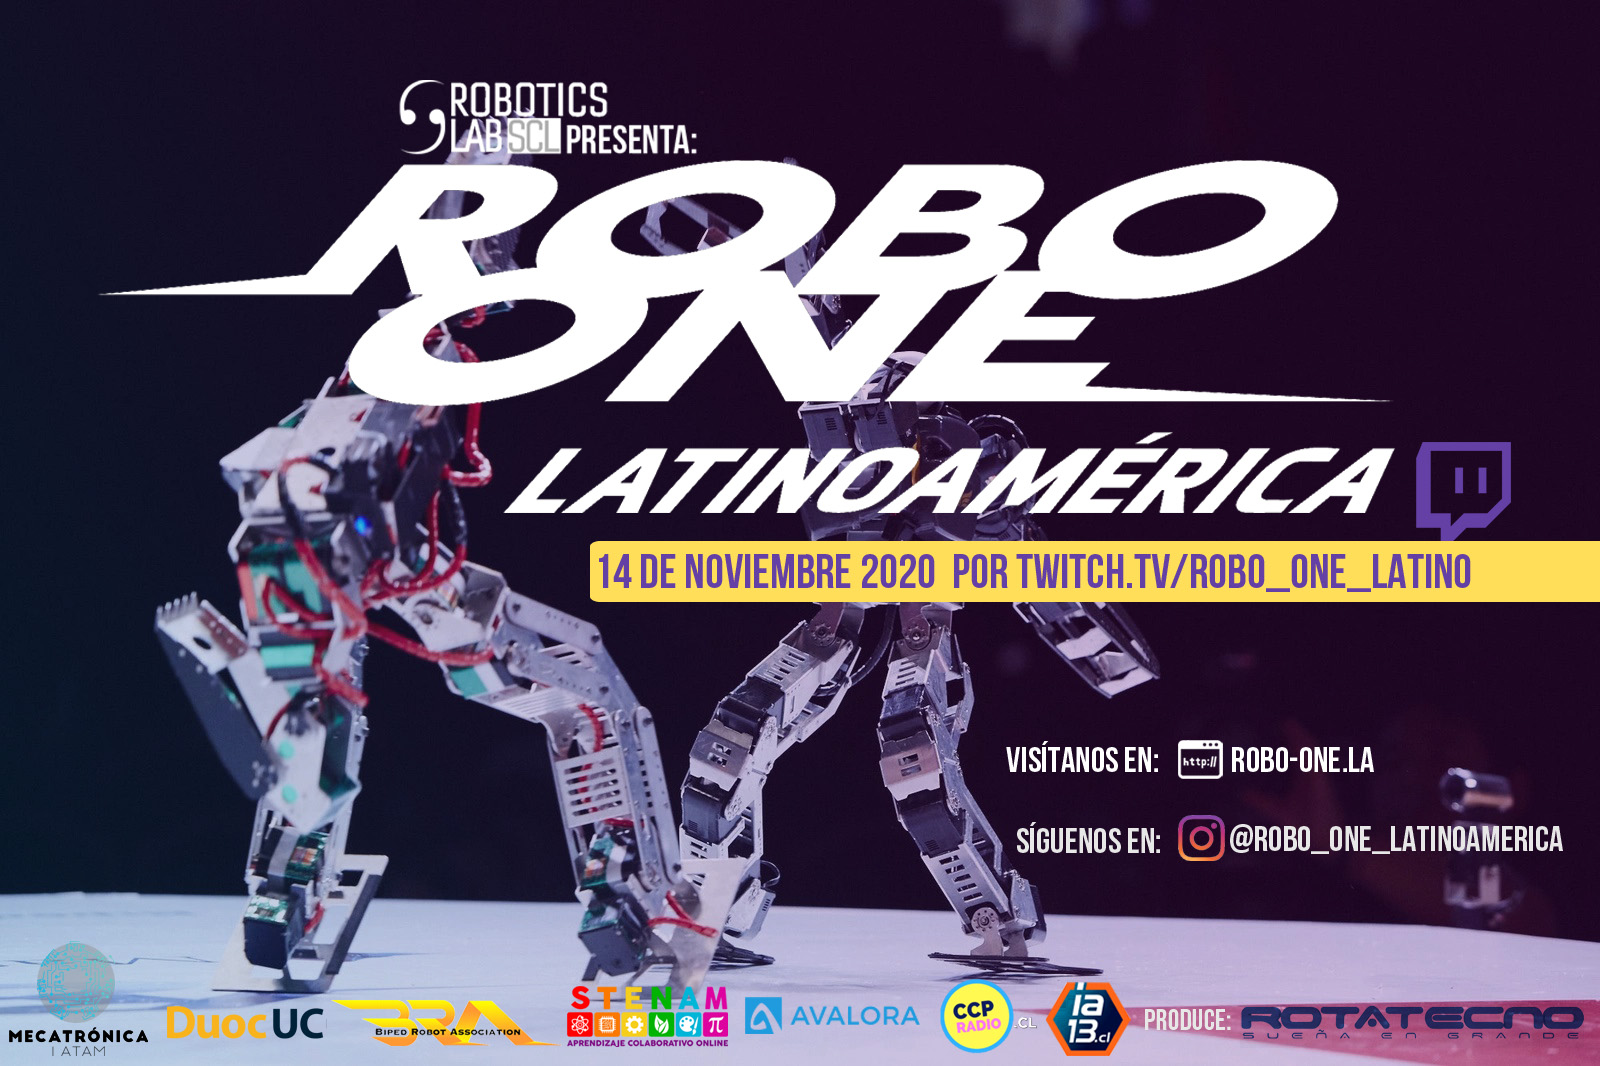 ROBOTICS
LAB SCL PRESENTA:
ROBO
ONE
LATINOAMÉRICA
14 DE NOVIEMBRE 2020 POR TWITCH.TV/ROBO_ONE_LATINO
VISÍTANOS EN: http:// ROBO-ONE.LA
SÍGUENOS EN: @ROBO_ONE_LATINOAMERICA
MECATRÓNICA
LATAM
DuocUC
BRA
BIPED ROBOT ASSOCIATION
STENAM
π
APRENDIZAJE COLABORATIVO ONLINE
AVALORA
CCP
RADIO .CL
ia
13.cl
PRODUCE: ROTATECNO
SUEÑA EN GRANDE